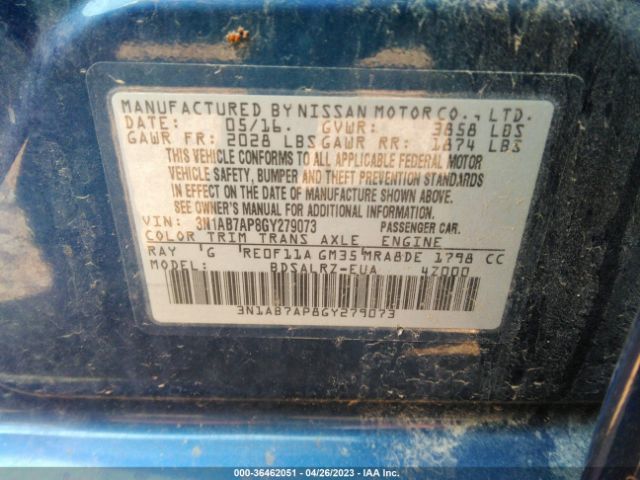 MANUFACTURED BY NISSAN MOTOR CO., LTD.
DATE: 05/16. GVWR: 3858 LBS
GAWR FR: 2028 LBS GAWR RR: 1874 LBS
THIS VEHICLE CONFORMS TO ALL APPLICABLE FEDERAL MOTOR
VEHICLE SAFETY, BUMPER AND THEFT PREVENTION STANDARDS
IN EFFECT ON THE DATE OF MANUFACTURE SHOWN ABOVE.
SEE OWNER'S MANUAL FOR ADDITIONAL INFORMATION.
VIN: 3N1AB7AP8GY279073 PASSENGER CAR.
COLOR TRIM TRANS AXLE ENGINE
RAY 'G RE0F11A GM35 MRA8DE 1798 CC
MODEL: BDSALRZ-EUA 4Z000
3N1AB7AP8GY279073
000-36462051 - 04/26/2023 - IAA Inc.